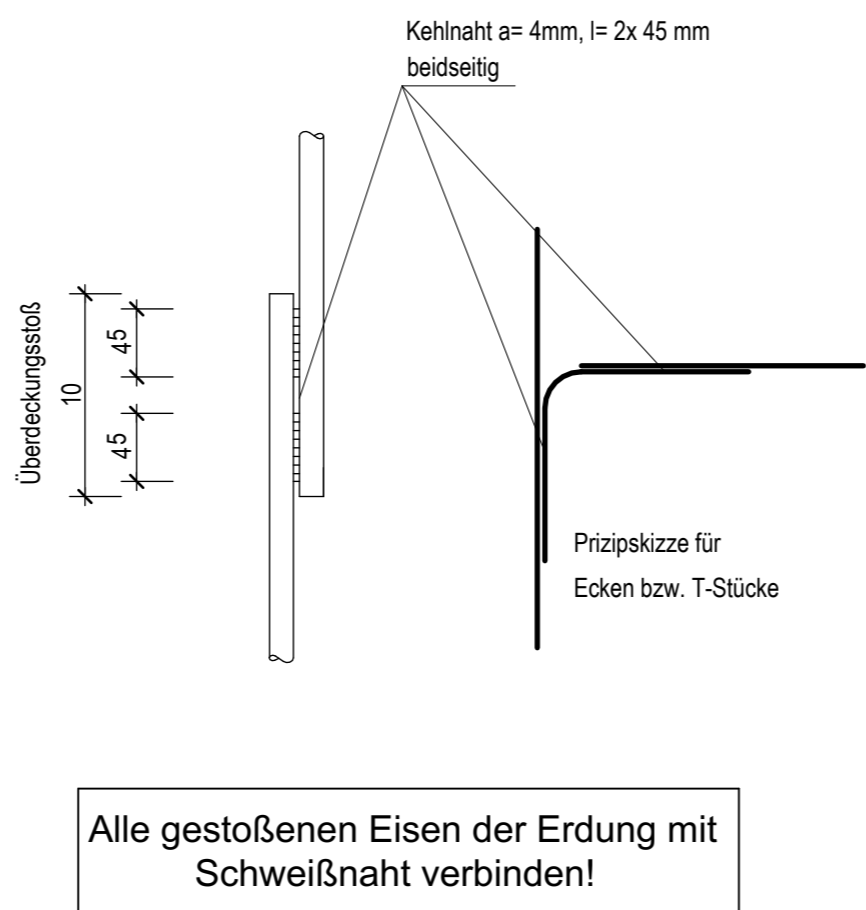 Kehlnaht a= 4mm, l= 2x 45 mm
beidseitig
Überdeckungsstoß
10
45
45
Prizipskizze für
Ecken bzw. T-Stücke
Alle gestoßenen Eisen der Erdung mit
Schweißnaht verbinden!